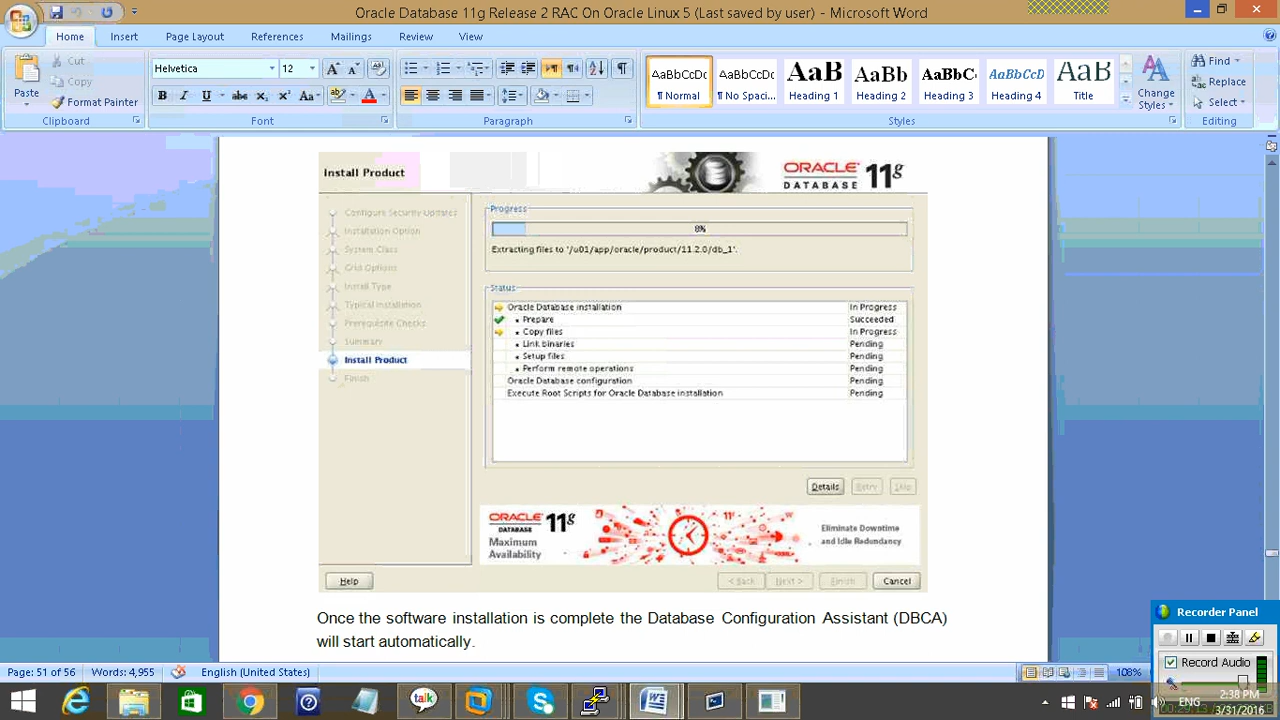 Oracle Database 11g Release 2 RAC On Oracle Linux 5 (Last saved by user) - Microsoft Word
Home Insert Page Layout References Mailings Review View
Paste
Cut
Copy
Format Painter
Clipboard
Helvetica 12
B I U abc x₂ x² Aa
Font
Paragraph
AaBbCcDc AaBbCcDc AaB AaBb AaBbC AaBbCcD AaB
¶ Normal ¶ No Spaci... Heading 1 Heading 2 Heading 3 Heading 4 Title
Change Styles
Styles
Find
Replace
Select
Editing
Install Product
ORACLE DATABASE 11g
Configure Security Updates
Installation Option
System Class
Grid Options
Install Type
Typical Installation
Prerequisite Checks
Summary
Install Product
Finish
Progress
8%
Extracting files to '/u01/app/oracle/product/11.2.0/db_1'.
Status
Oracle Database installation In Progress
• Prepare Succeeded
• Copy files In Progress
• Link binaries Pending
• Setup files Pending
• Perform remote operations Pending
Oracle Database configuration Pending
Execute Root Scripts for Oracle Database installation Pending
Details Retry Skip
ORACLE DATABASE 11g
Maximum
Availability
Eliminate Downtime
and Idle Redundancy
Help < Back Next > Finish Cancel
Once the software installation is complete the Database Configuration Assistant (DBCA)
will start automatically.
Recorder Panel
Record Audio
Page: 51 of 56 Words: 4,955 English (United States) 108%
talk
ENG
2:38 PM
3/31/2016